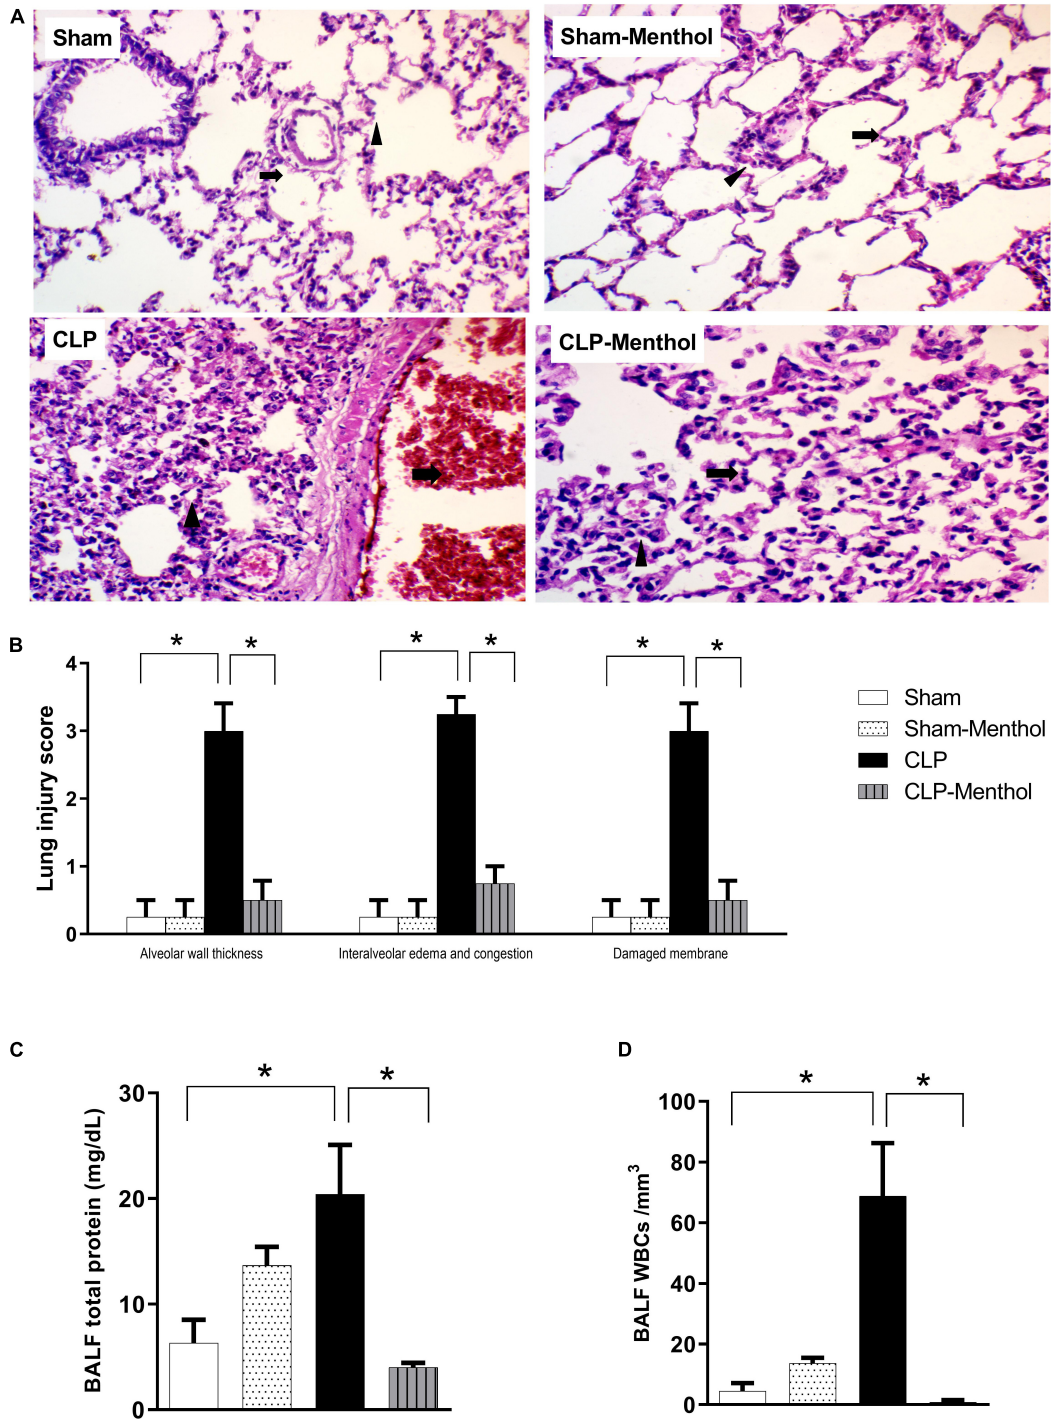 A
Sham
Sham-Menthol
CLP
CLP-Menthol
B
* * * * * *
Lung injury score
4
3
2
1
0
Alveolar wall thickness
Interalveolar edema and congestion
Damaged membrane
Sham
Sham-Menthol
CLP
CLP-Menthol
C
* *
BALF total protein (mg/dL)
30
20
10
0
D
* *
BALF WBCs /mm³
100
80
60
40
20
0